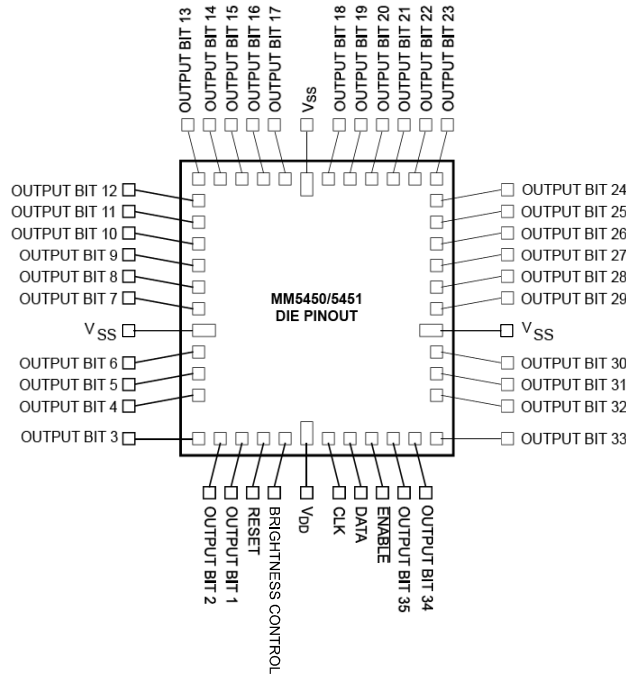 OUTPUT BIT 13
OUTPUT BIT 14
OUTPUT BIT 15
OUTPUT BIT 16
OUTPUT BIT 17
VSS
OUTPUT BIT 18
OUTPUT BIT 19
OUTPUT BIT 20
OUTPUT BIT 21
OUTPUT BIT 22
OUTPUT BIT 23
OUTPUT BIT 12
OUTPUT BIT 11
OUTPUT BIT 10
OUTPUT BIT 9
OUTPUT BIT 8
OUTPUT BIT 7
VSS
OUTPUT BIT 6
OUTPUT BIT 5
OUTPUT BIT 4
OUTPUT BIT 3
MM5450/5451
DIE PINOUT
OUTPUT BIT 24
OUTPUT BIT 25
OUTPUT BIT 26
OUTPUT BIT 27
OUTPUT BIT 28
OUTPUT BIT 29
VSS
OUTPUT BIT 30
OUTPUT BIT 31
OUTPUT BIT 32
OUTPUT BIT 33
OUTPUT BIT 2
OUTPUT BIT 1
RESET
BRIGHTNESS CONTROL
VDD
CLK
DATA
ENABLE
OUTPUT BIT 35
OUTPUT BIT 34